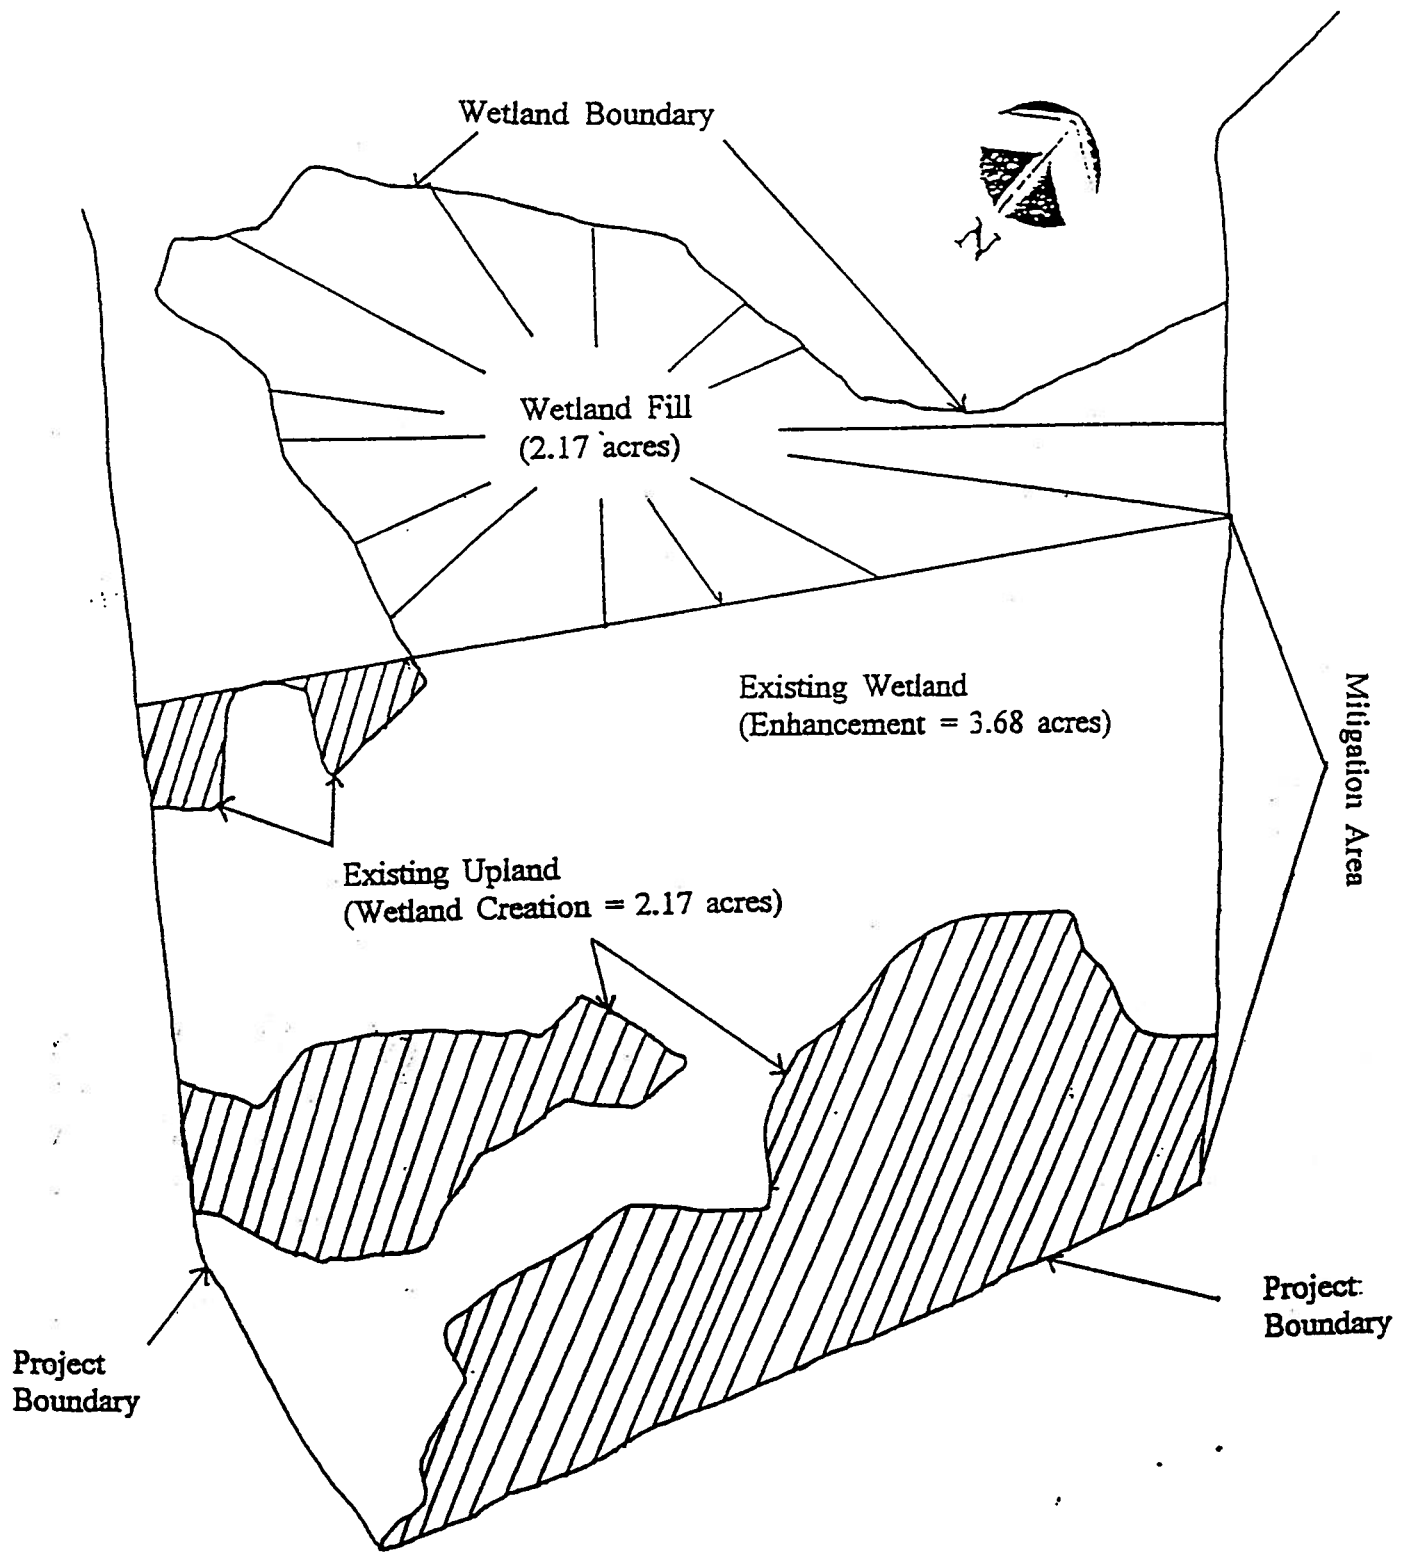 Wetland Boundary
N
Wetland Fill
(2.17 acres)
Existing Wetland
(Enhancement = 3.68 acres)
Mitigation Area
Existing Upland
(Wetland Creation = 2.17 acres)
Project
Boundary
Project
Boundary